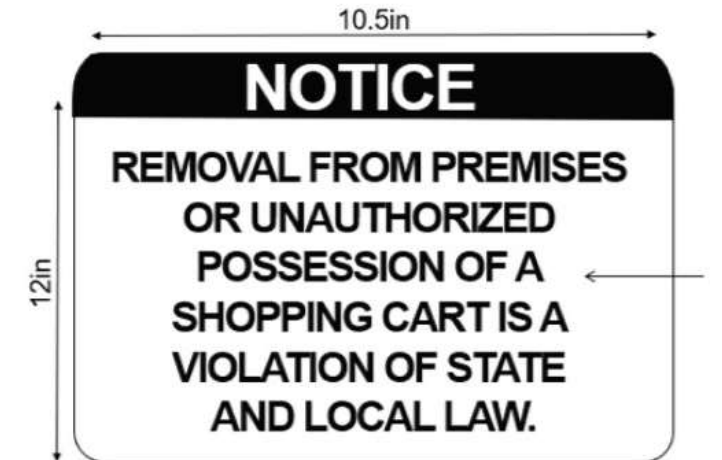 10.5in
NOTICE
12in
REMOVAL FROM PREMISES
OR UNAUTHORIZED
POSSESSION OF A
SHOPPING CART IS A
VIOLATION OF STATE
AND LOCAL LAW.